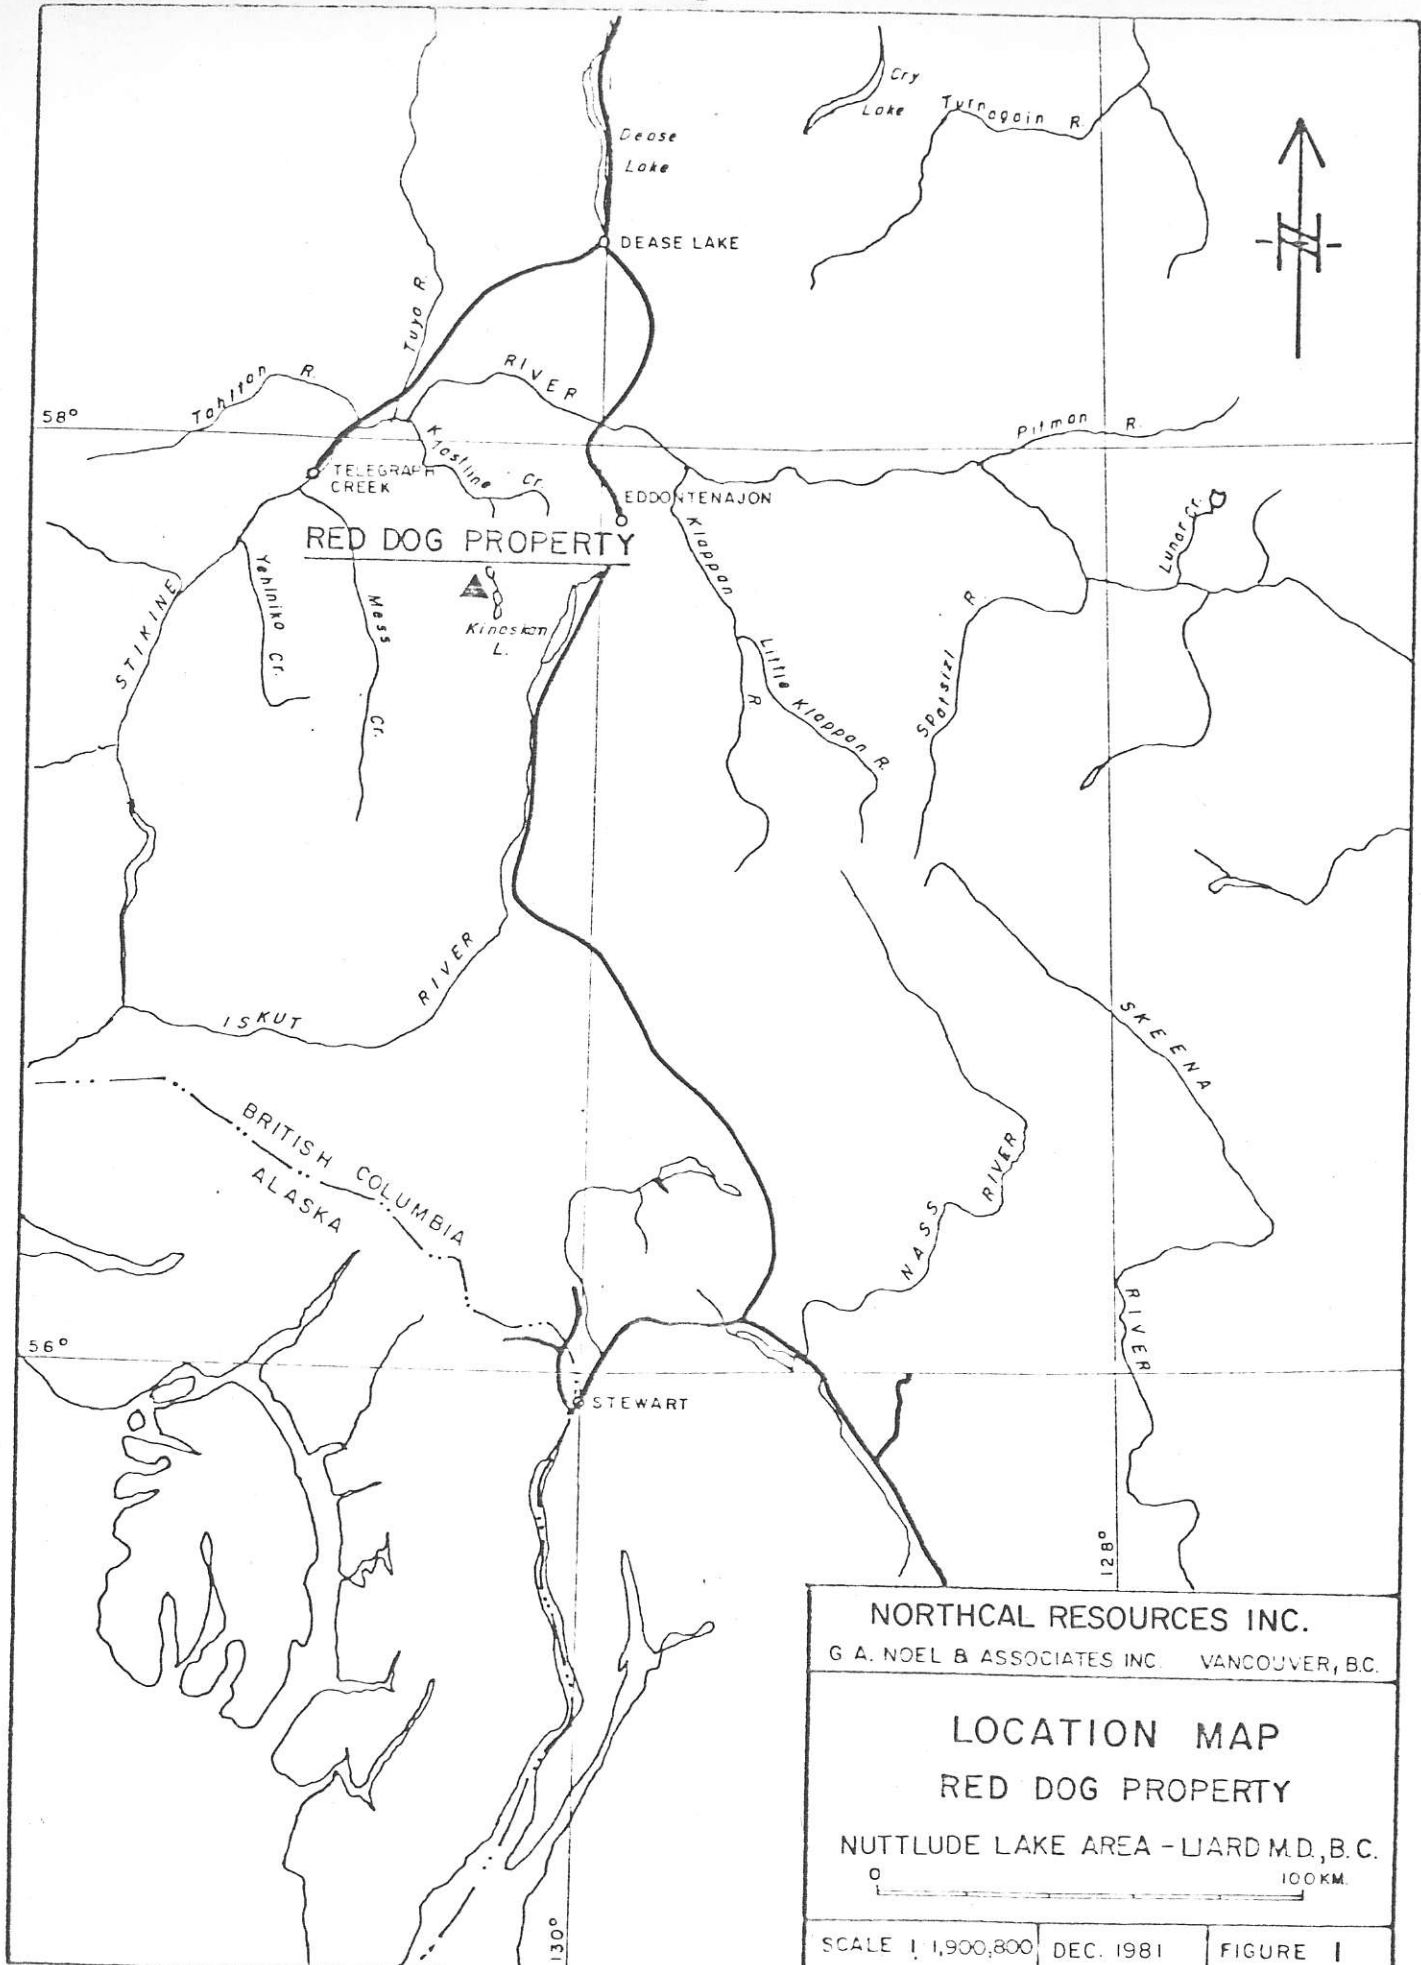 Cry
Lake
Turnagain R.
Dease
Lake
DEASE LAKE
Tuya R.
Tahltan R.
RIVER
58°
Klastline Cr.
Pitman R.
TELEGRAPH
CREEK
EDDONTENAJON
RED DOG PROPERTY
Klappan
R.
Lunar Cr.
STIKINE
Yehiniko Cr.
Mess
Cr.
Kinaskan
L.
Little Klappan R.
Spatsizi R.
ISKUT
RIVER
SKEENA
RIVER
BRITISH COLUMBIA
ALASKA
NASS
RIVER
56°
STEWART
128°
130°
NORTHCAL RESOURCES INC.
G. A. NOEL & ASSOCIATES INC. VANCOUVER, B.C.
LOCATION MAP
RED DOG PROPERTY
NUTTLUDE LAKE AREA - LIARD M.D., B.C.
0 100 KM.
SCALE 1:1,900,800 DEC. 1981 FIGURE 1